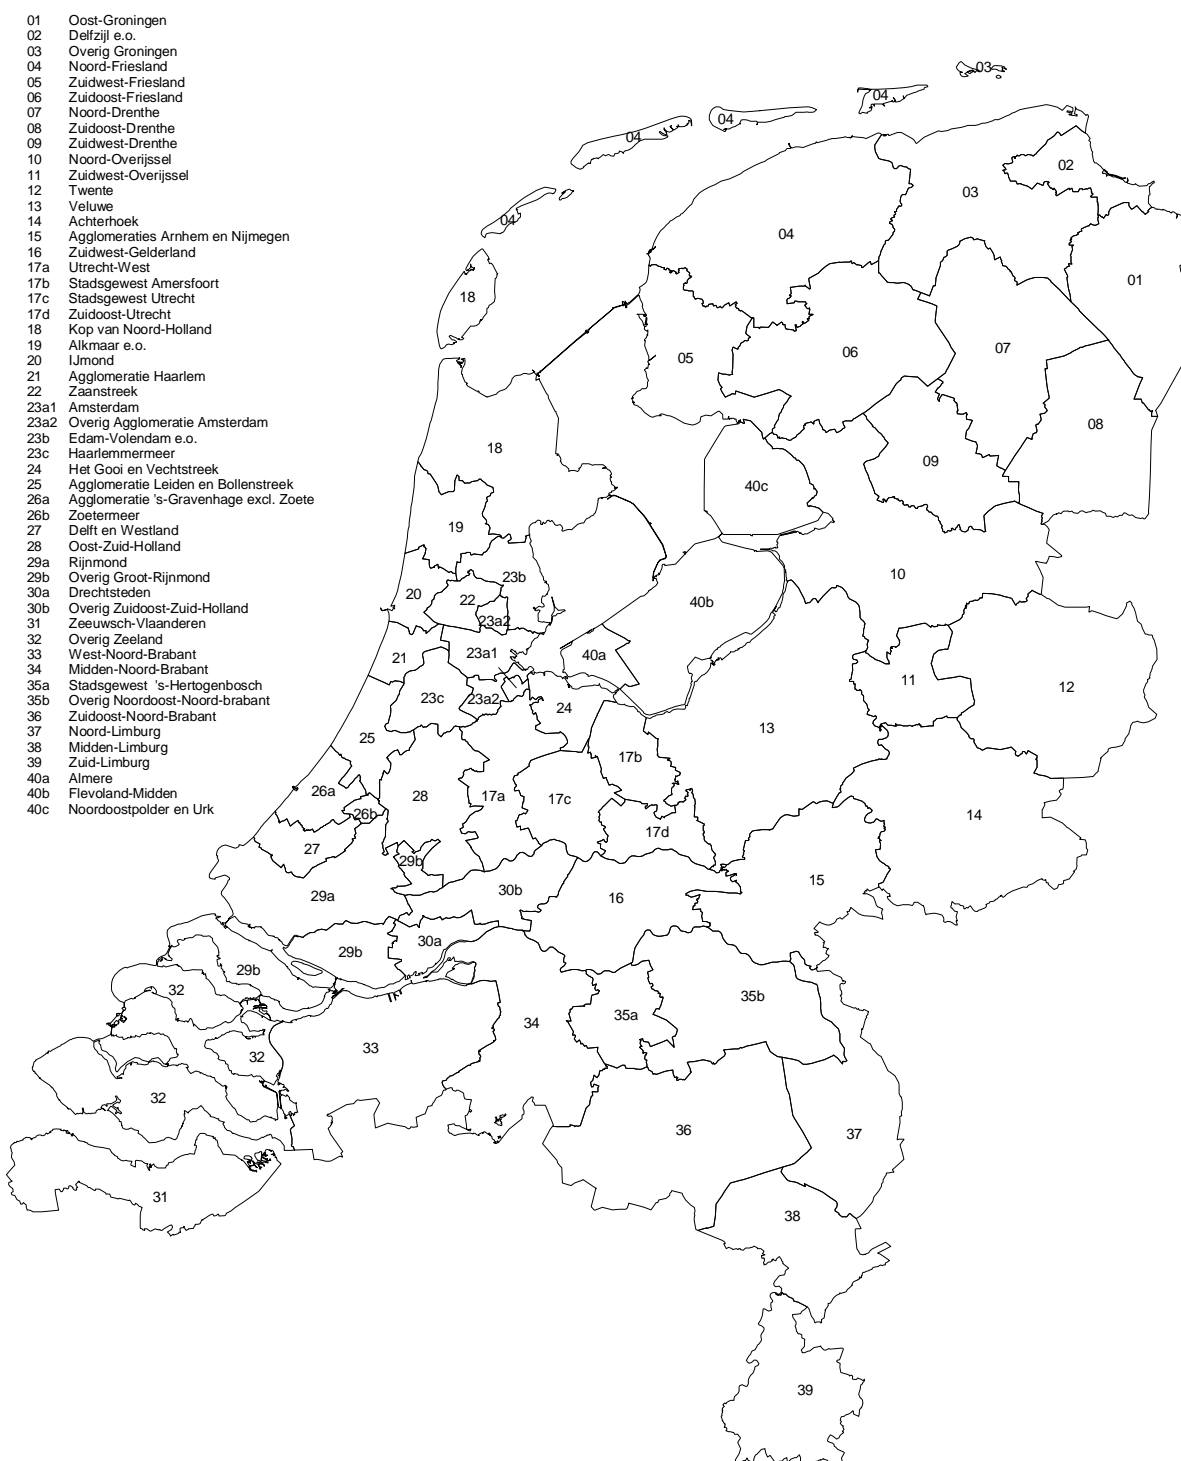 01 Oost-Groningen
02 Delfzijl e.o.
03 Overig Groningen
04 Noord-Friesland
05 Zuidwest-Friesland
06 Zuidoost-Friesland
07 Noord-Drenthe
08 Zuidoost-Drenthe
09 Zuidwest-Drenthe
10 Noord-Overijssel
11 Zuidwest-Overijssel
12 Twente
13 Veluwe
14 Achterhoek
15 Agglomeraties Arnhem en Nijmegen
16 Zuidwest-Gelderland
17a Utrecht-West
17b Stadsgewest Amersfoort
17c Stadsgewest Utrecht
17d Zuidoost-Utrecht
18 Kop van Noord-Holland
19 Alkmaar e.o.
20 IJmond
21 Agglomeratie Haarlem
22 Zaanstreek
23a1 Amsterdam
23a2 Overig Agglomeratie Amsterdam
23b Edam-Volendam e.o.
23c Haarlemmermeer
24 Het Gooi en Vechtstreek
25 Agglomeratie Leiden en Bollenstreek
26a Agglomeratie 's-Gravenhage excl. Zoete
26b Zoetermeer
27 Delft en Westland
28 Oost-Zuid-Holland
29a Rijnmond
29b Overig Groot-Rijnmond
30a Drechtsteden
30b Overig Zuidoost-Zuid-Holland
31 Zeeuwsch-Vlaanderen
32 Overig Zeeland
33 West-Noord-Brabant
34 Midden-Noord-Brabant
35a Stadsgewest 's-Hertogenbosch
35b Overig Noordoost-Noord-brabant
36 Zuidoost-Noord-Brabant
37 Noord-Limburg
38 Midden-Limburg
39 Zuid-Limburg
40a Almere
40b Flevoland-Midden
40c Noordoostpolder en Urk
03
04
04
04
02
03
04
04
01
18
07
06
05
08
18
09
40c
19
10
23b
20
22
40b
23a2
23a1
40a
21
11
12
23c
23a2
24
13
25
17b
26a
28
17a
17c
26b
14
17d
27
29b
15
30b
29a
16
30a
29b
29b
32
35b
35a
34
33
32
32
36
37
31
38
39